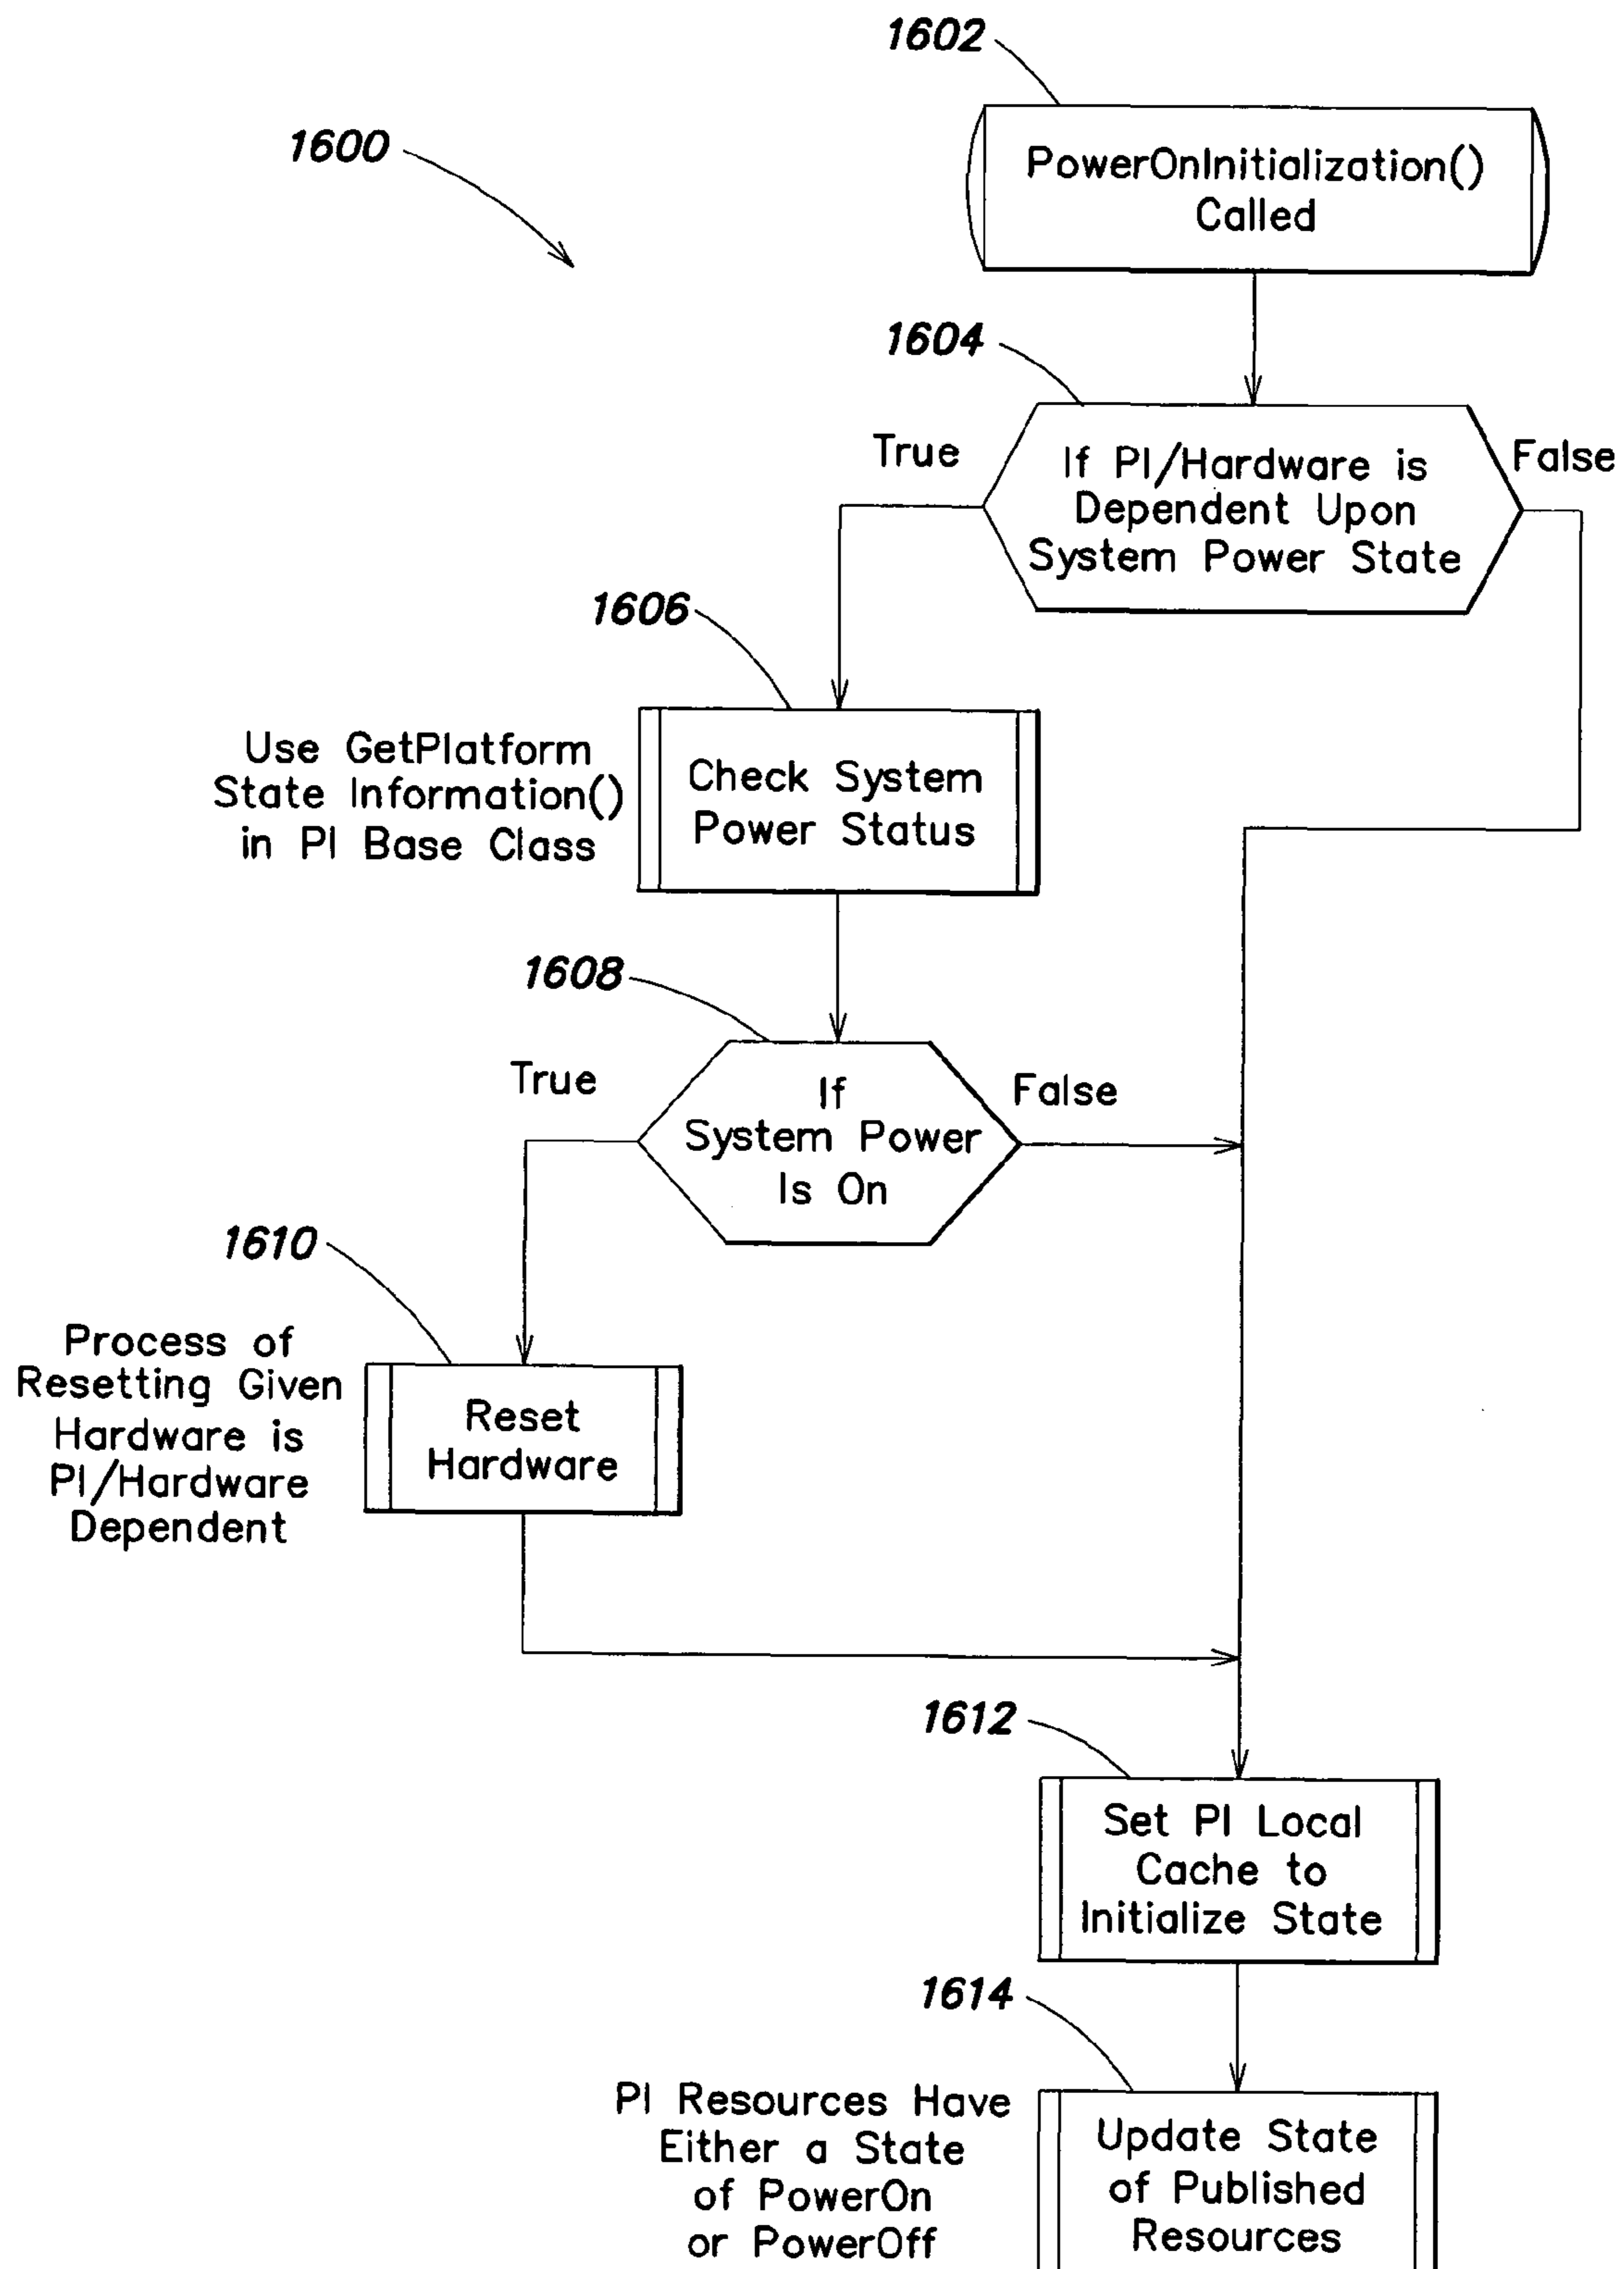 1602
1600
PowerOnInitialization()
Called
1604
True
If PI/Hardware is
Dependent Upon
System Power State
False
1606
Use GetPlatform
State Information()
in PI Base Class
Check System
Power Status
1608
True
If
System Power
Is On
False
1610
Process of
Resetting Given
Hardware is
PI/Hardware
Dependent
Reset
Hardware
1612
Set PI Local
Cache to
Initialize State
1614
PI Resources Have
Either a State
of PowerOn
or PowerOff
Update State
of Published
Resources